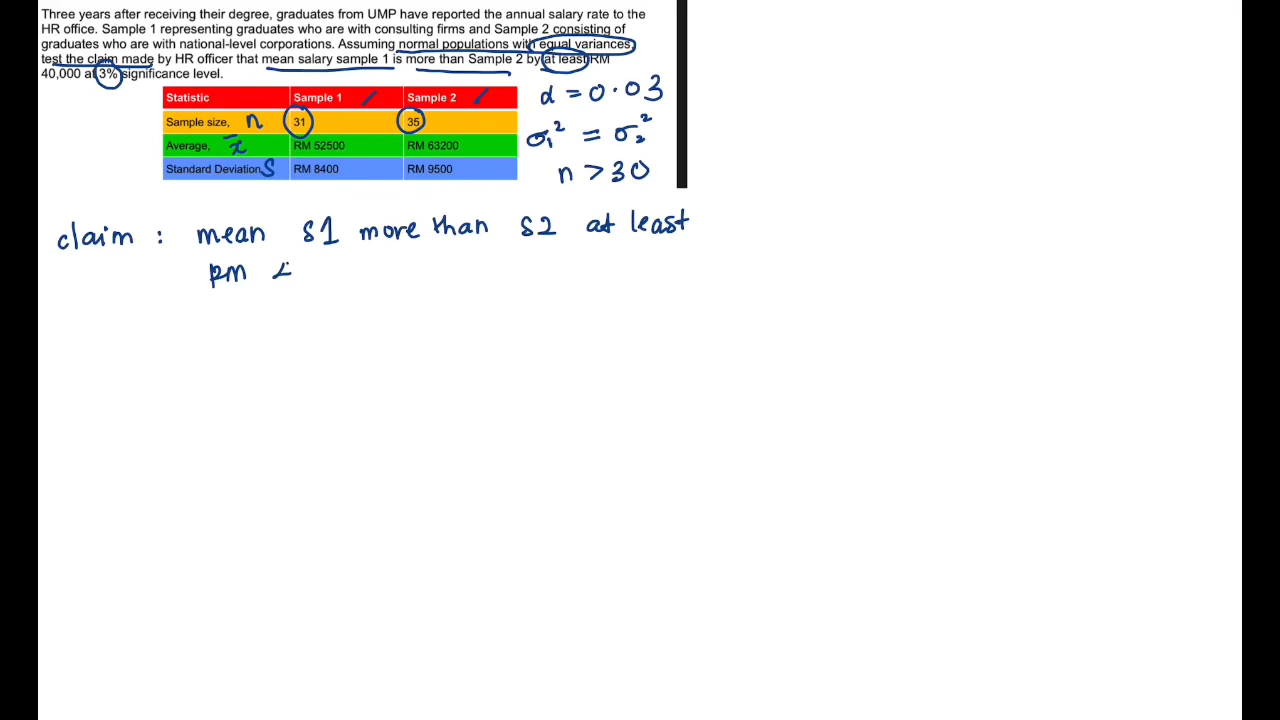 Three years after receiving their degree, graduates from UMP have reported the annual salary rate to the
HR office. Sample 1 representing graduates who are with consulting firms and Sample 2 consisting of
graduates who are with national-level corporations. Assuming normal populations with equal variances,
test the claim made by HR officer that mean salary sample 1 is more than Sample 2 by at least RM
40,000 at 3% significance level.
Statistic Sample 1 Sample 2
Sample size, n 31 35
Average, x̄ RM 52500 RM 63200
Standard Deviation S RM 8400 RM 9500
α = 0.03
σ₁² = σ₂²
n > 30
claim : mean S1 more than S2 at least
RM